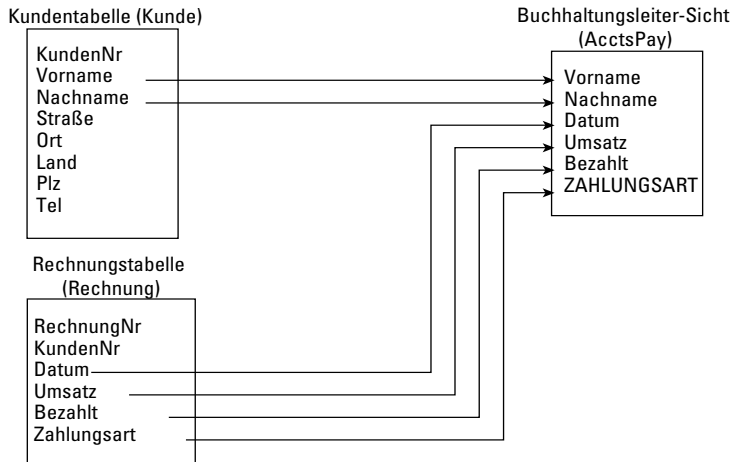 Kundentabelle (Kunde)
KundenNr
Vorname
Nachname
Straße
Ort
Land
Plz
Tel
Buchhaltungsleiter-Sicht
(AcctsPay)
Vorname
Nachname
Datum
Umsatz
Bezahlt
ZAHLUNGSART
Rechnungstabelle
(Rechnung)
RechnungNr
KundenNr
Datum
Umsatz
Bezahlt
Zahlungsart